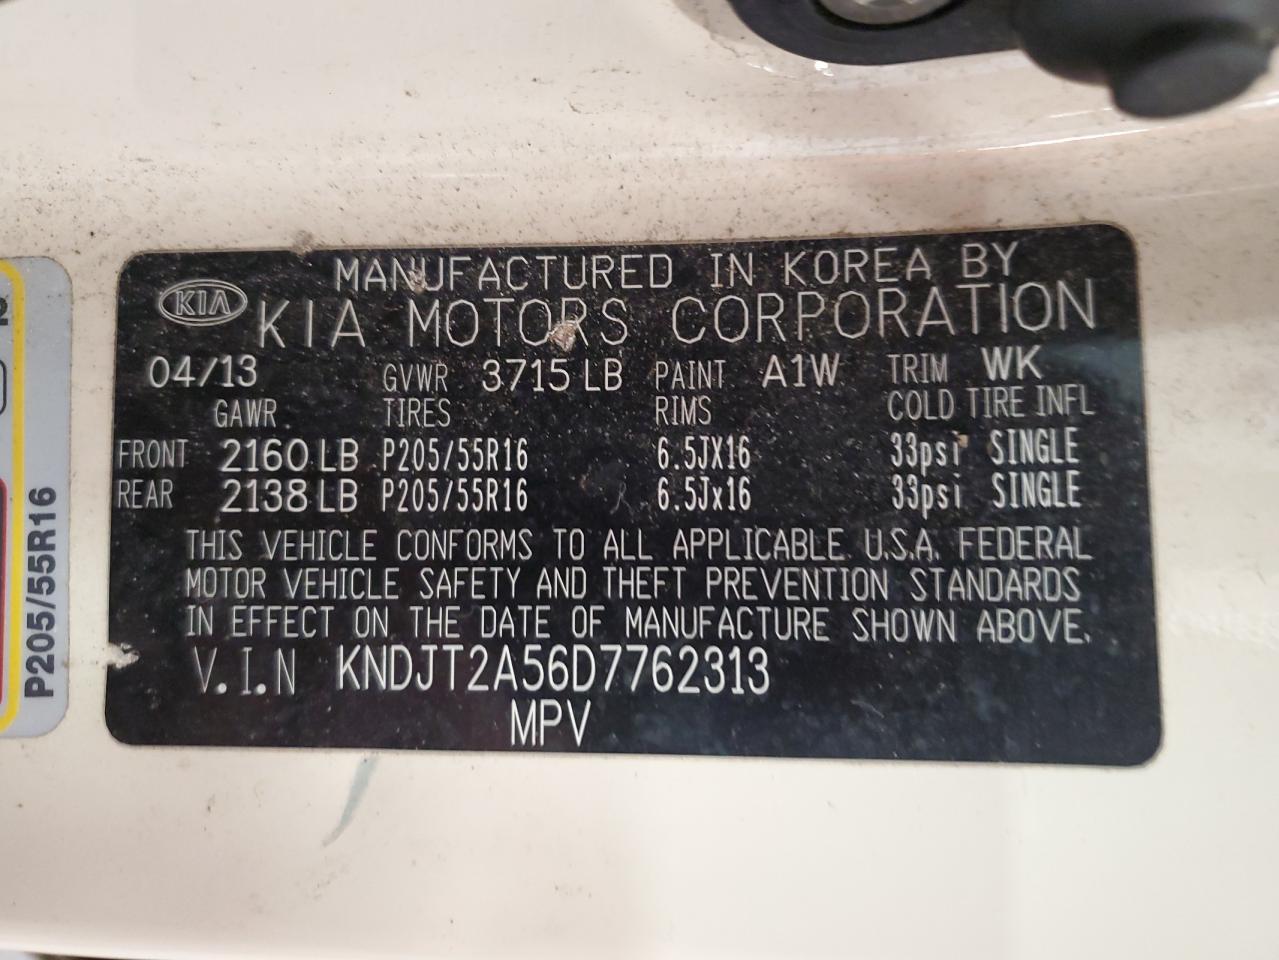 MANUFACTURED IN KOREA BY
KIA KIA MOTORS CORPORATION
04/13 GVWR 3715 LB PAINT A1W TRIM WK
GAWR TIRES RIMS COLD TIRE INFL
FRONT 2160 LB P205/55R16 6.5JX16 33psi SINGLE
REAR 2138 LB P205/55R16 6.5Jx16 33psi SINGLE
THIS VEHICLE CONFORMS TO ALL APPLICABLE U.S.A. FEDERAL
MOTOR VEHICLE SAFETY AND THEFT PREVENTION STANDARDS
IN EFFECT ON THE DATE OF MANUFACTURE SHOWN ABOVE.
V.I.N KNDJT2A56D7762313
MPV
P205/55R16